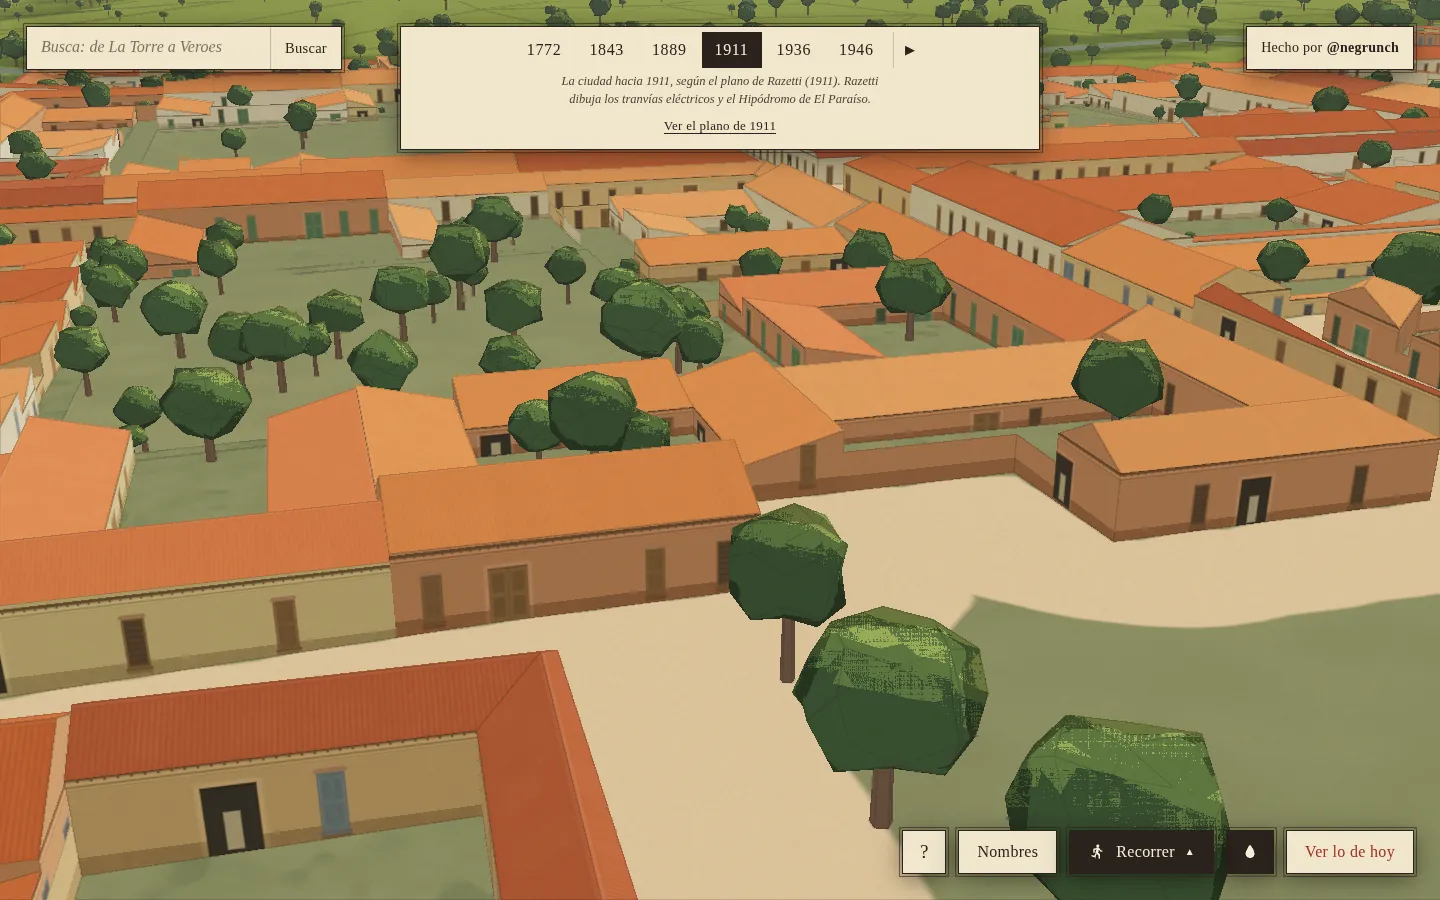 Busca: de La Torre a Veroes
Buscar
1772 1843 1889 1911 1936 1946 ▶
La ciudad hacia 1911, según el plano de Razetti (1911). Razetti
dibuja los tranvías eléctricos y el Hipódromo de El Paraíso.
Ver el plano de 1911
Hecho por @negrunch
?
Nombres
Recorrer ▲
Ver lo de hoy